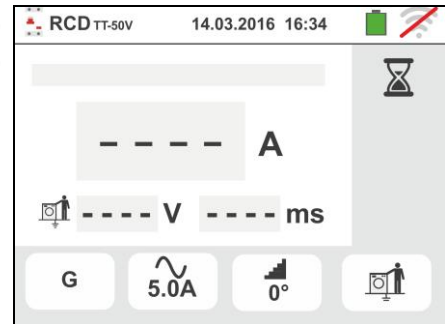 RCD TT-50V 14.03.2016 16:34
- - - - A
- - - - V - - - - ms
G 5.0A 0°